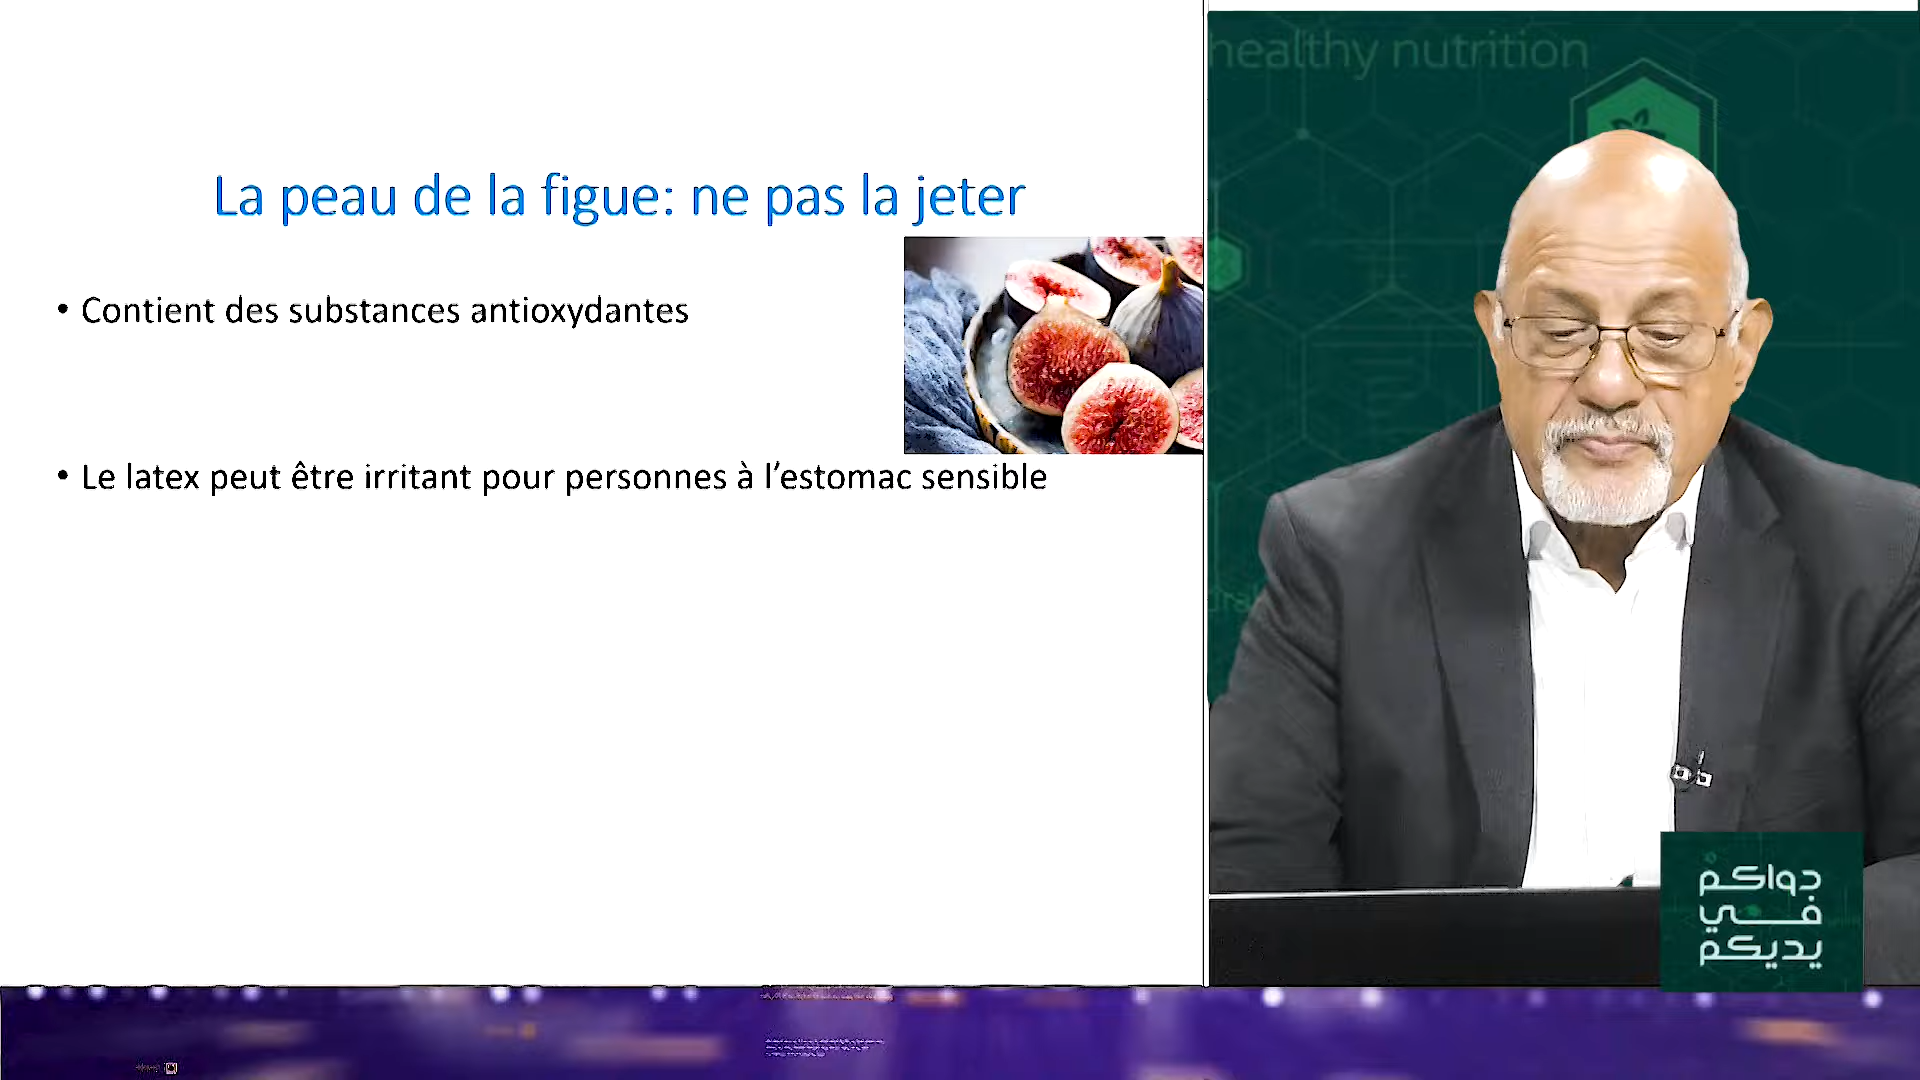 La peau de la figue: ne pas la jeter
• Contient des substances antioxydantes
• Le latex peut être irritant pour personnes à l’estomac sensible
healthy nutrition
دواكم
في
يديكم